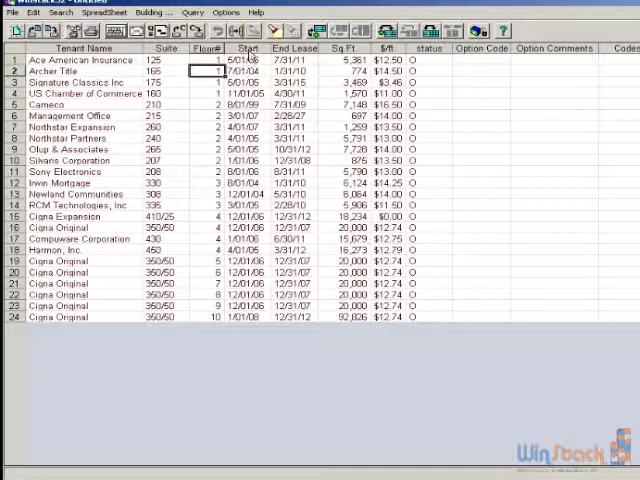 WinStack32 - Untitled
File Edit Search SpreadSheet Building ... Query Options Help
Tenant Name Suite Floor# Start End Lease Sq Ft $/ft. status Option Code Option Comments Codes
1 Ace American Insurance 125 1 5/01/06 7/31/11 5,361 $12.50 O
2 Archer Title 165 1 7/01/04 1/31/10 774 $14.50 O
3 Signature Classics Inc 175 1 5/01/05 3/31/15 3,469 $3.46 O
4 US Chamber of Commerce 160 1 11/01/05 4/30/11 1,570 $11.00 O
5 Cameco 210 2 8/01/99 7/31/09 7,148 $16.50 O
6 Management Office 215 2 3/01/07 2/28/27 697 $14.00 O
7 Northstar Expansion 260 2 4/01/07 3/31/11 1,259 $14.00 O
8 Northstar Partners 240 2 4/01/05 3/31/11 5,791 $14.00 O
9 Olup & Associates 265 2 5/01/05 10/31/12 7,728 $13.00 O
10 Silvans Corporation 207 2 1/01/06 12/31/08 876 $13.50 O
11 Sony Electronics 208 2 8/01/06 8/31/11 5,790 $13.00 O
12 Irwin Mortgage 330 3 8/01/04 1/31/10 6,124 $14.25 O
13 Newland Communities 308 3 12/01/04 3/31/10 6,064 $14.00 O
14 RCM Technologies, Inc 335 3 3/01/05 2/28/10 5,906 $11.50 O
15 Cigna Expansion 410/25 4 12/01/06 12/31/12 18,234 $0.00 O
16 Cigna Original 350/50 4 12/01/06 12/31/12 20,000 $12.74 O
17 Compuware Corporation 430 4 1/01/06 6/30/11 15,679 $12.75 O
18 Harmon, Inc. 450 4 4/01/05 3/31/12 16,273 $12.79 O
19 Cigna Original 350/50 5 12/01/06 12/31/12 20,000 $12.74 O
20 Cigna Original 350/50 6 12/01/06 12/31/12 20,000 $12.74 O
21 Cigna Original 350/50 7 12/01/06 12/31/12 20,000 $12.74 O
22 Cigna Original 350/50 8 12/01/06 12/31/12 20,000 $12.74 O
23 Cigna Original 350/50 9 12/01/06 12/31/12 20,000 $12.74 O
24 Cigna Original 350/50 10 1/01/08 12/31/12 92,826 $12.74 O
WinStack